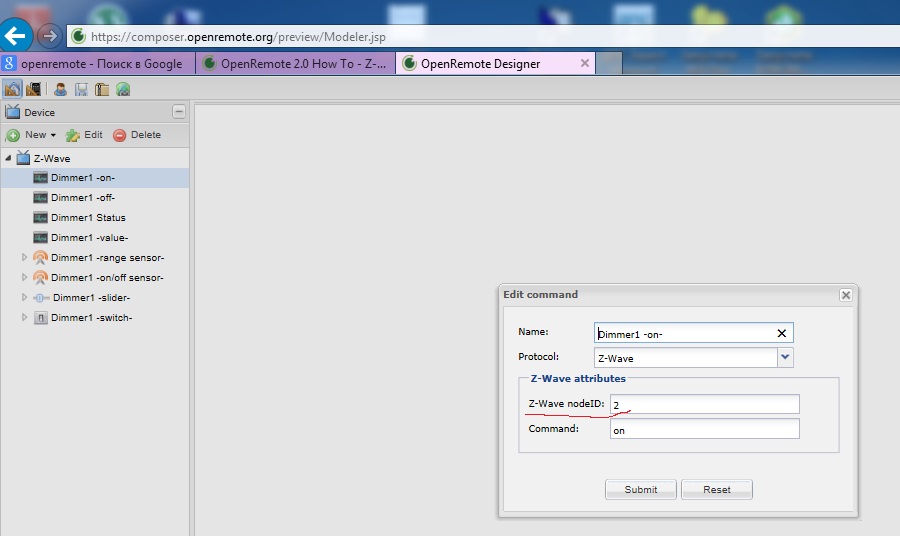 https://composer.openremote.org/preview/Modeler.jsp
openremote - Поиск в Google
OpenRemote 2.0 How To - Z-...
OpenRemote Designer
Device
New
Edit
Delete
Z-Wave
Dimmer1 -on-
Dimmer1 -off-
Dimmer1 Status
Dimmer1 -value-
Dimmer1 -range sensor-
Dimmer1 -on/off sensor-
Dimmer1 -slider-
Dimmer1 -switch-
Edit command
Name: Dimmer1 -on-
Protocol: Z-Wave
Z-Wave attributes
Z-Wave nodeID: 2
Command: on
Submit Reset